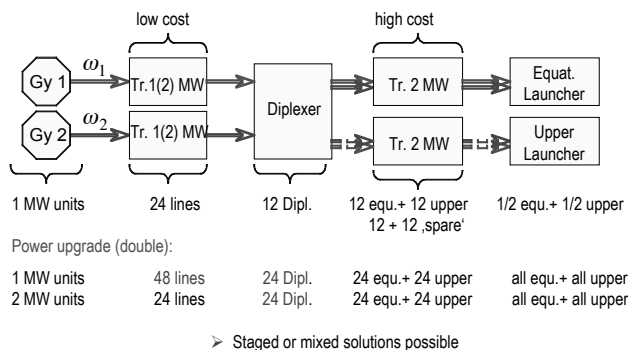 low cost
high cost
Gy 1
ω1
Tr.1(2) MW
Diplexer
Tr. 2 MW
Equat.
Launcher
Gy 2
ω2
Tr. 1(2) MW
Tr. 2 MW
Upper
Launcher
1 MW units 24 lines 12 Dipl. 12 equ.+ 12 upper 1/2 equ.+ 1/2 upper
12 + 12 ‚spare‘
Power upgrade (double):
1 MW units 48 lines 24 Dipl. 24 equ.+ 24 upper all equ.+ all upper
2 MW units 24 lines 24 Dipl. 24 equ.+ 24 upper all equ.+ all upper
➢ Staged or mixed solutions possible